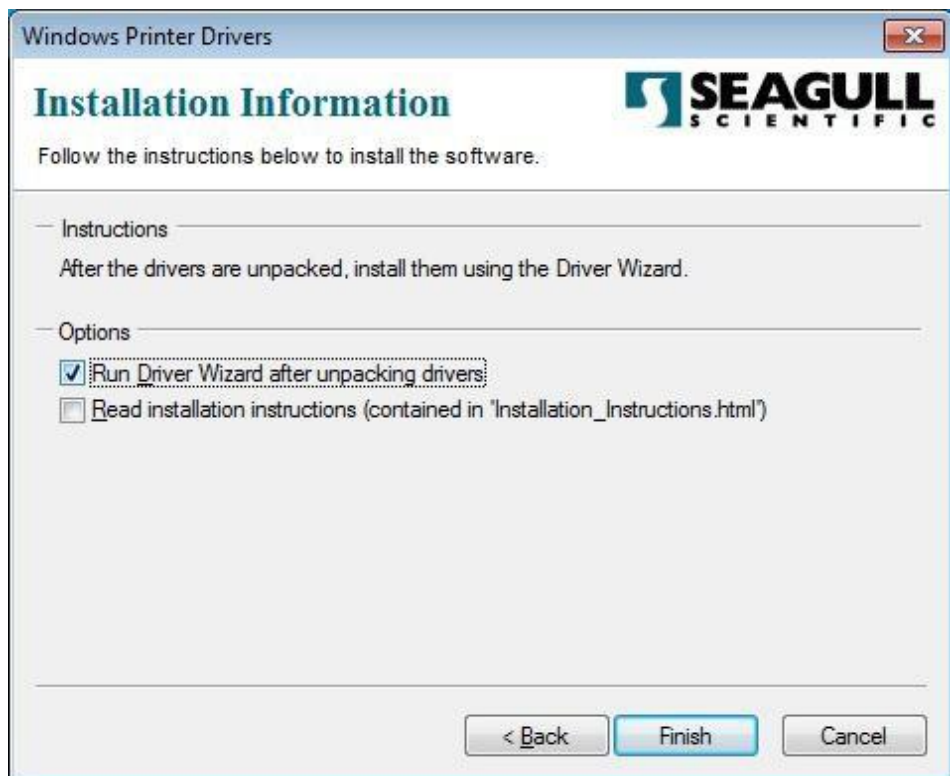 Windows Printer Drivers
Installation Information
SEAGULL
SCIENTIFIC
Follow the instructions below to install the software.
Instructions
After the drivers are unpacked, install them using the Driver Wizard.
Options
Run Driver Wizard after unpacking drivers
Read installation instructions (contained in 'Installation_Instructions.html')
< Back Finish Cancel